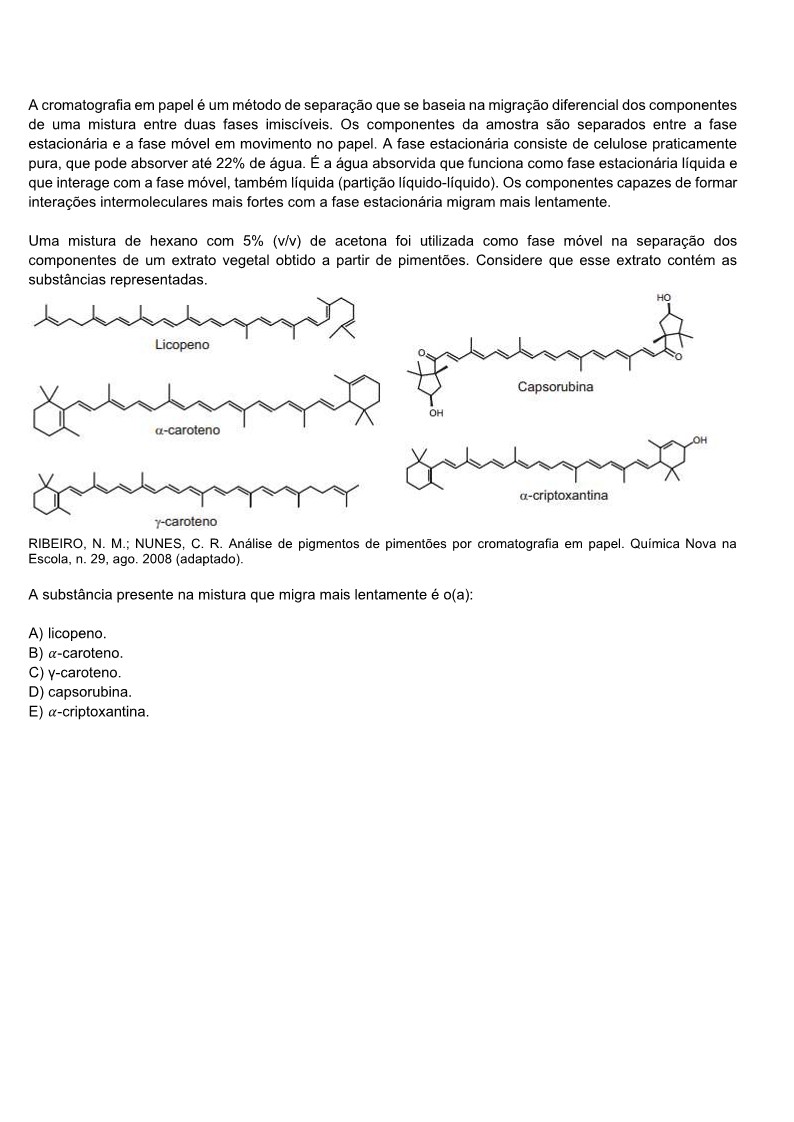 A cromatografia em papel é um método de separação que se baseia na migração diferencial dos componentes
de uma mistura entre duas fases imiscíveis. Os componentes da amostra são separados entre a fase
estacionária e a fase móvel em movimento no papel. A fase estacionária consiste de celulose praticamente
pura, que pode absorver até 22% de água. É a água absorvida que funciona como fase estacionária líquida e
que interage com a fase móvel, também líquida (partição líquido-líquido). Os componentes capazes de formar
interações intermoleculares mais fortes com a fase estacionária migram mais lentamente.
Uma mistura de hexano com 5% (v/v) de acetona foi utilizada como fase móvel na separação dos
componentes de um extrato vegetal obtido a partir de pimentões. Considere que esse extrato contém as
substâncias representadas.
Licopeno
HO
O
O
OH
Capsorubina
α-caroteno
OH
α-criptoxantina
γ-caroteno
RIBEIRO, N. M.; NUNES, C. R. Análise de pigmentos de pimentões por cromatografia em papel. Química Nova na
Escola, n. 29, ago. 2008 (adaptado).
A substância presente na mistura que migra mais lentamente é o(a):
A) licopeno.
B) α-caroteno.
C) γ-caroteno.
D) capsorubina.
E) α-criptoxantina.